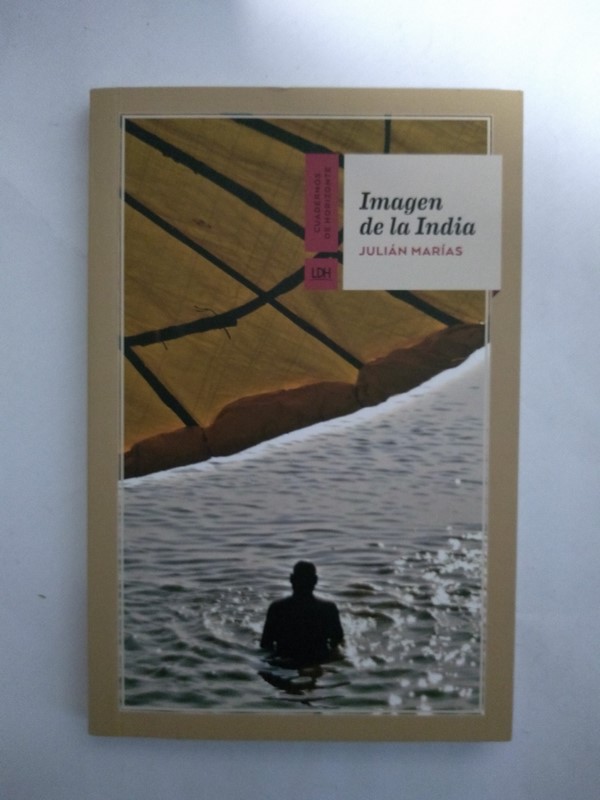 CUADERNOS
DE HORIZONTE
LDH
Imagen
de la India
JULIÁN MARÍAS